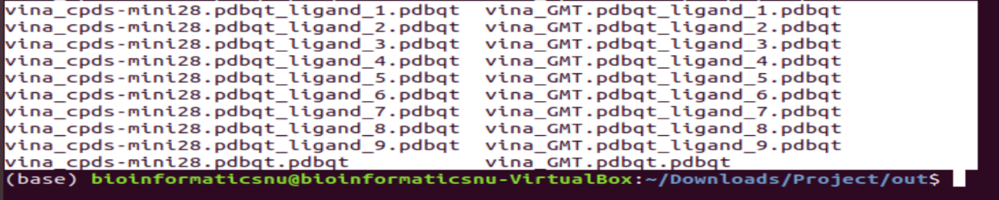 vina_cpds-mini28.pdbqt_ligand_1.pdbqt  vina_GMT.pdbqt_ligand_1.pdbqt
vina_cpds-mini28.pdbqt_ligand_2.pdbqt  vina_GMT.pdbqt_ligand_2.pdbqt
vina_cpds-mini28.pdbqt_ligand_3.pdbqt  vina_GMT.pdbqt_ligand_3.pdbqt
vina_cpds-mini28.pdbqt_ligand_4.pdbqt  vina_GMT.pdbqt_ligand_4.pdbqt
vina_cpds-mini28.pdbqt_ligand_5.pdbqt  vina_GMT.pdbqt_ligand_5.pdbqt
vina_cpds-mini28.pdbqt_ligand_6.pdbqt  vina_GMT.pdbqt_ligand_6.pdbqt
vina_cpds-mini28.pdbqt_ligand_7.pdbqt  vina_GMT.pdbqt_ligand_7.pdbqt
vina_cpds-mini28.pdbqt_ligand_8.pdbqt  vina_GMT.pdbqt_ligand_8.pdbqt
vina_cpds-mini28.pdbqt_ligand_9.pdbqt  vina_GMT.pdbqt_ligand_9.pdbqt
vina_cpds-mini28.pdbqt.pdbqt           vina_GMT.pdbqt.pdbqt
(base) bioinformaticsnu@bioinformaticsnu-VirtualBox:~/Downloads/Project/out$